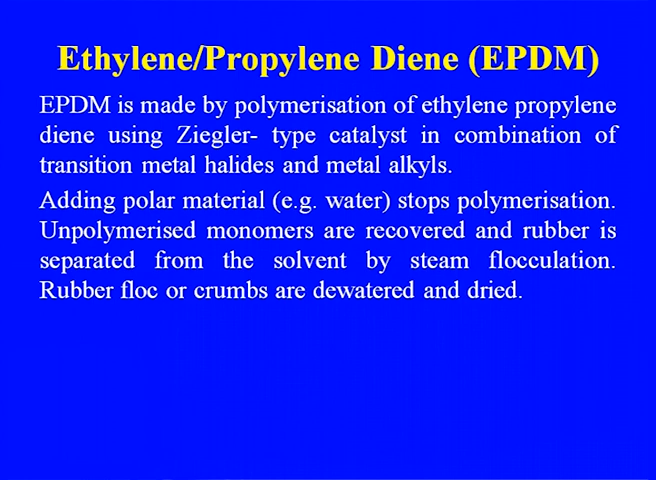 Ethylene/Propylene Diene (EPDM)
EPDM is made by polymerisation of ethylene propylene
diene using Ziegler- type catalyst in combination of
transition metal halides and metal alkyls.
Adding polar material (e.g. water) stops polymerisation.
Unpolymerised monomers are recovered and rubber is
separated from the solvent by steam flocculation.
Rubber floc or crumbs are dewatered and dried.